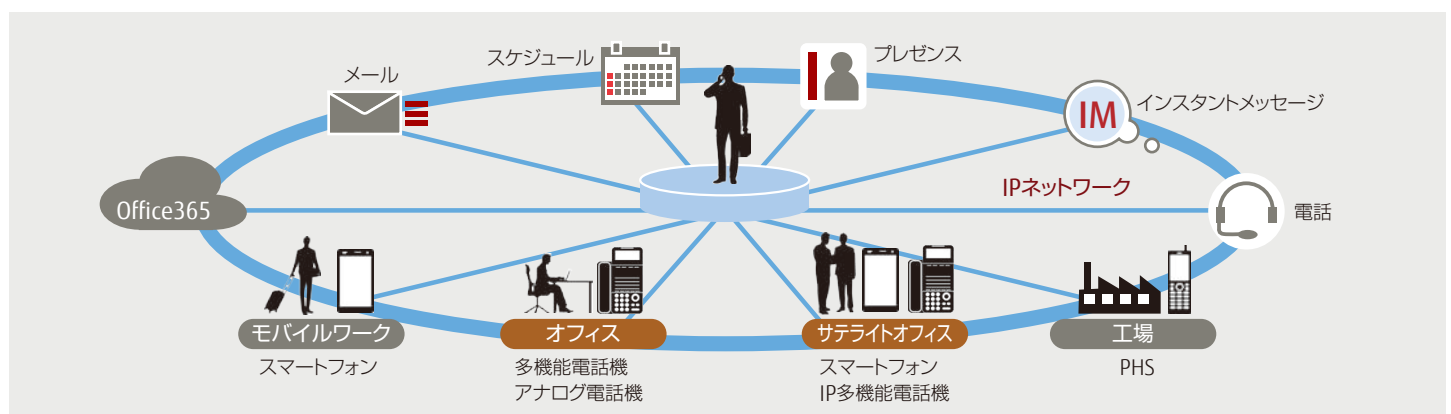 スケジュール
プレゼンス
メール
インスタントメッセージ
IM
IPネットワーク
Office365
電話
モバイルワーク
スマートフォン
オフィス
多機能電話機
アナログ電話機
サテライトオフィス
スマートフォン
IP多機能電話機
工場
PHS